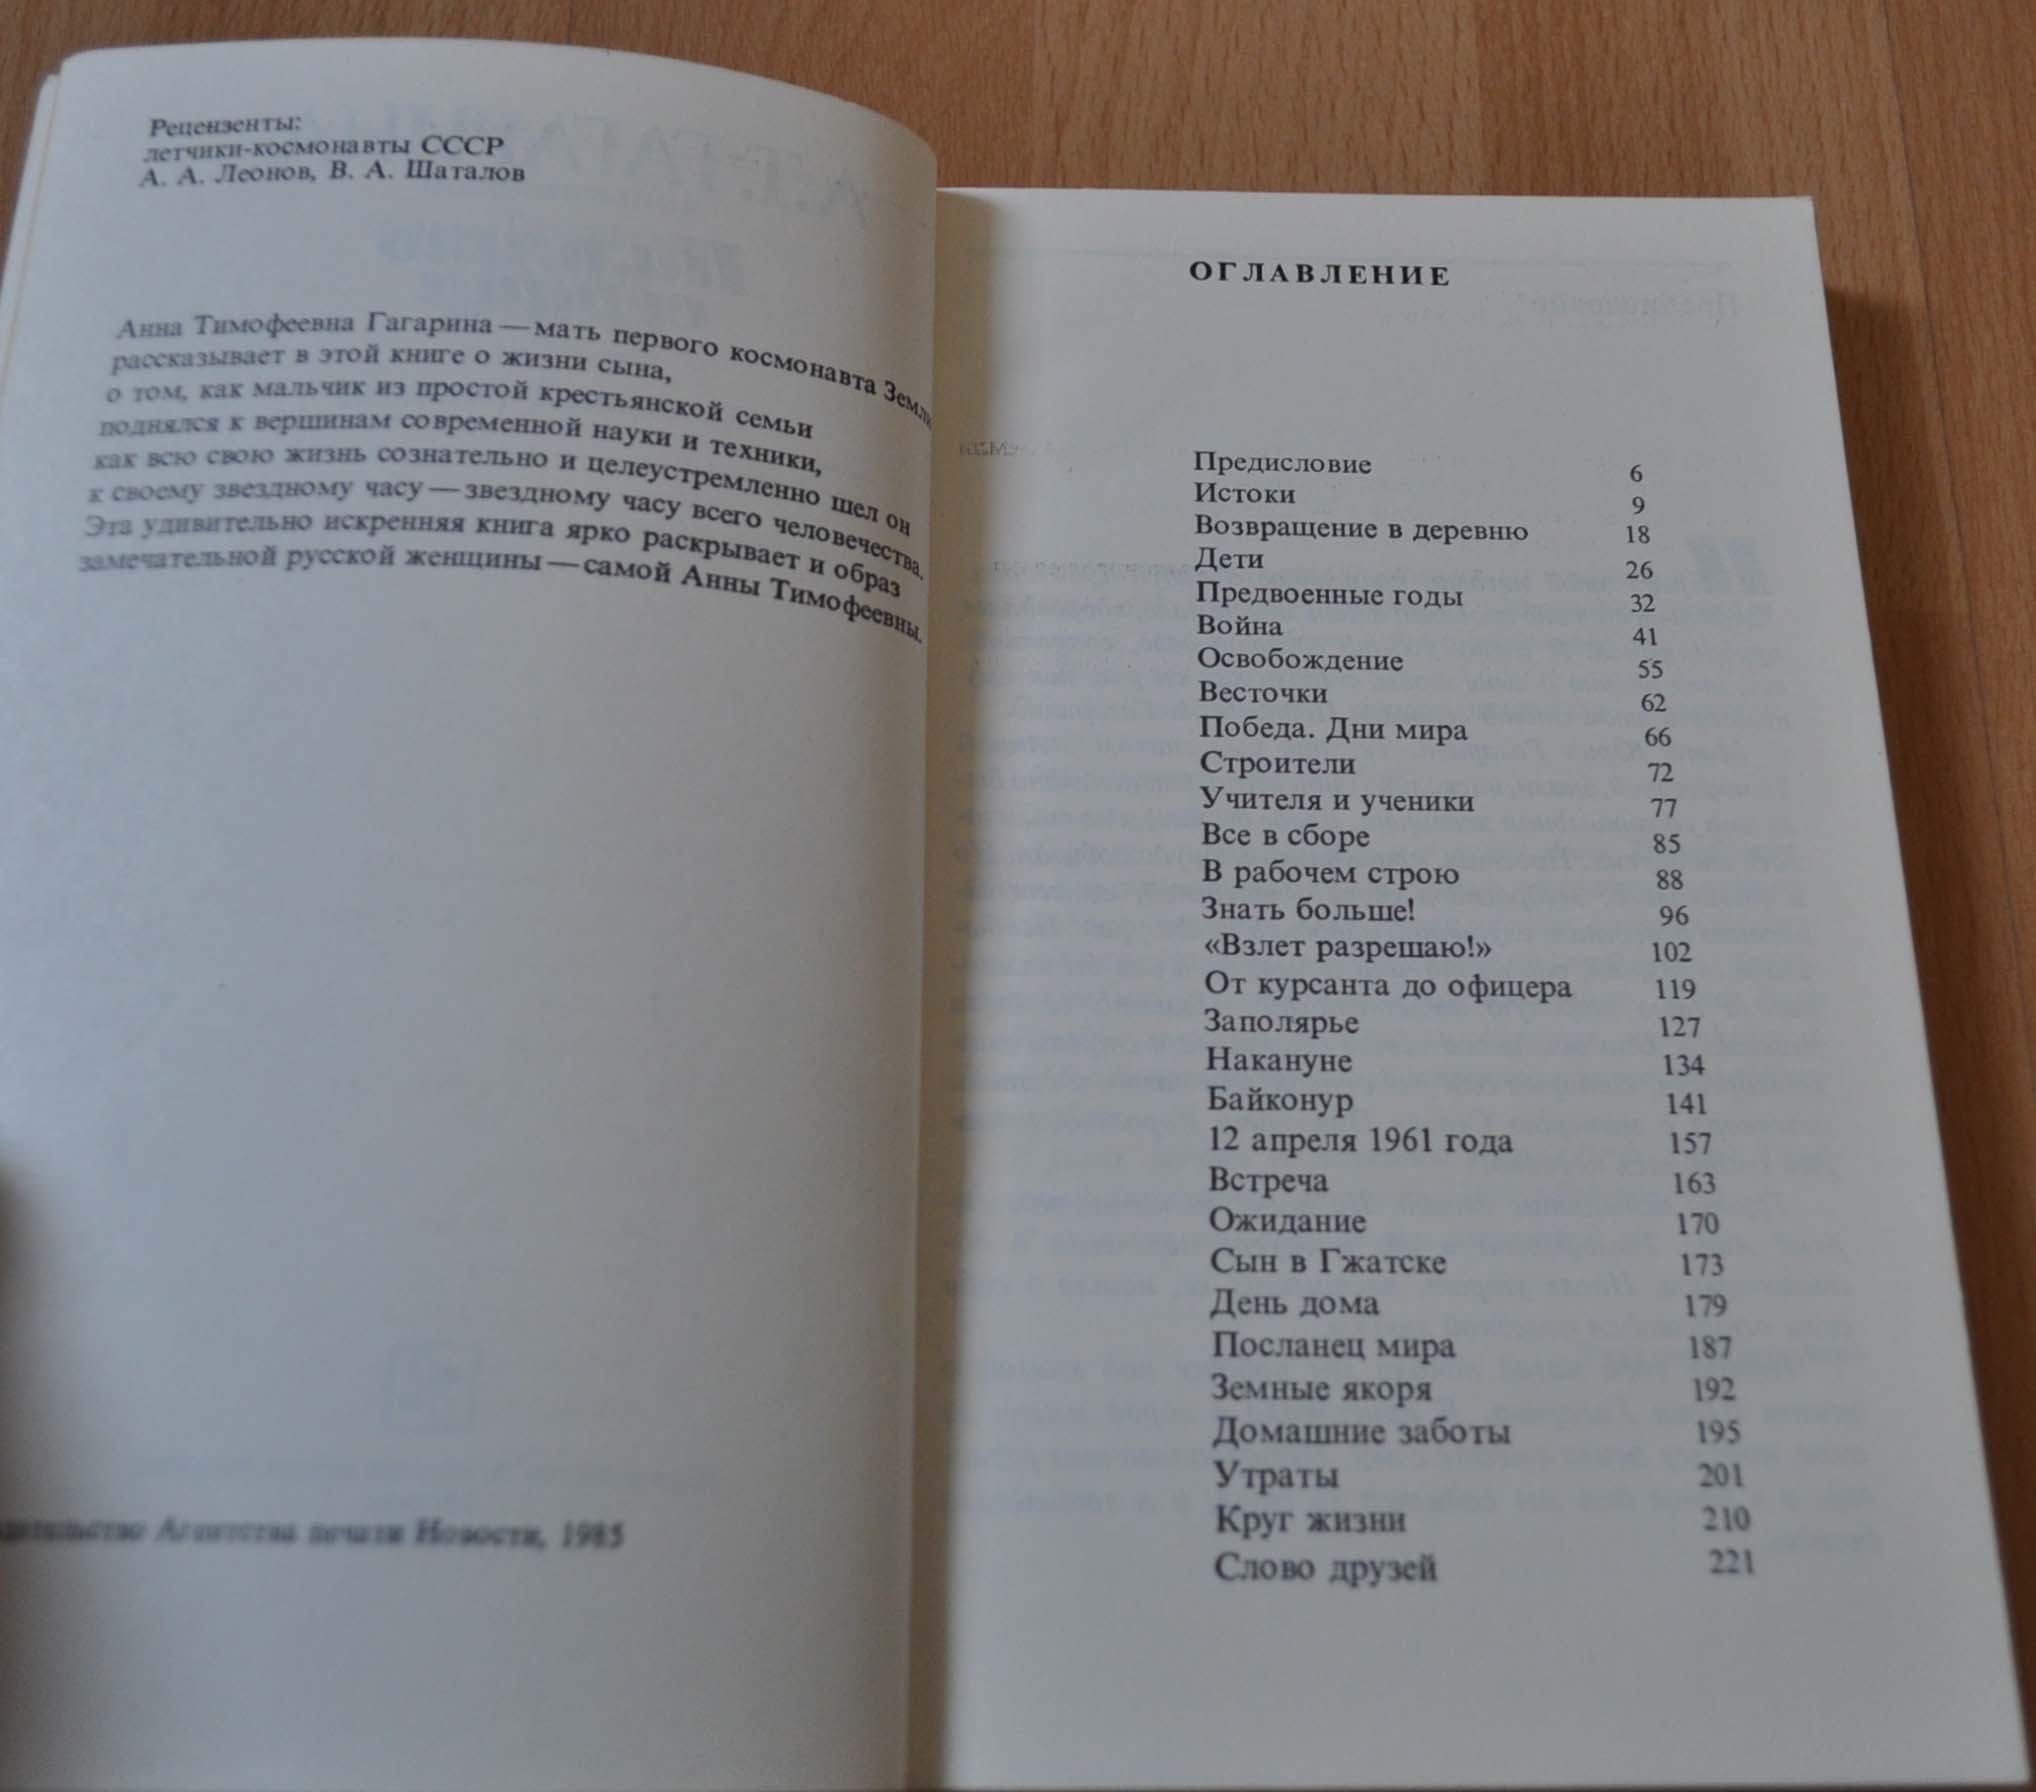 Рецензенты:
летчики-космонавты СССР
А. А. Леонов, В. А. Шаталов
Анна Тимофеевна Гагарина — мать первого космонавта Земли
рассказывает в этой книге о жизни сына,
о том, как мальчик из простой крестьянской семьи
поднялся к вершинам современной науки и техники,
как всю свою жизнь сознательно и целеустремленно шел он
к своему звездному часу — звездному часу всего человечества.
Эта удивительно искренняя книга ярко раскрывает и образ
замечательной русской женщины — самой Анны Тимофеевны.
Агентства печати Новости, 1985
ОГЛАВЛЕНИЕ
Предисловие 6
Истоки 9
Возвращение в деревню 18
Дети 26
Предвоенные годы 32
Война 41
Освобождение 55
Весточки 62
Победа. Дни мира 66
Строители 72
Учителя и ученики 77
Все в сборе 85
В рабочем строю 88
Знать больше! 96
«Взлет разрешаю!» 102
От курсанта до офицера 119
Заполярье 127
Накануне 134
Байконур 141
12 апреля 1961 года 157
Встреча 163
Ожидание 170
Сын в Гжатске 173
День дома 179
Посланец мира 187
Земные якоря 192
Домашние заботы 195
Утраты 201
Круг жизни 210
Слово друзей 221